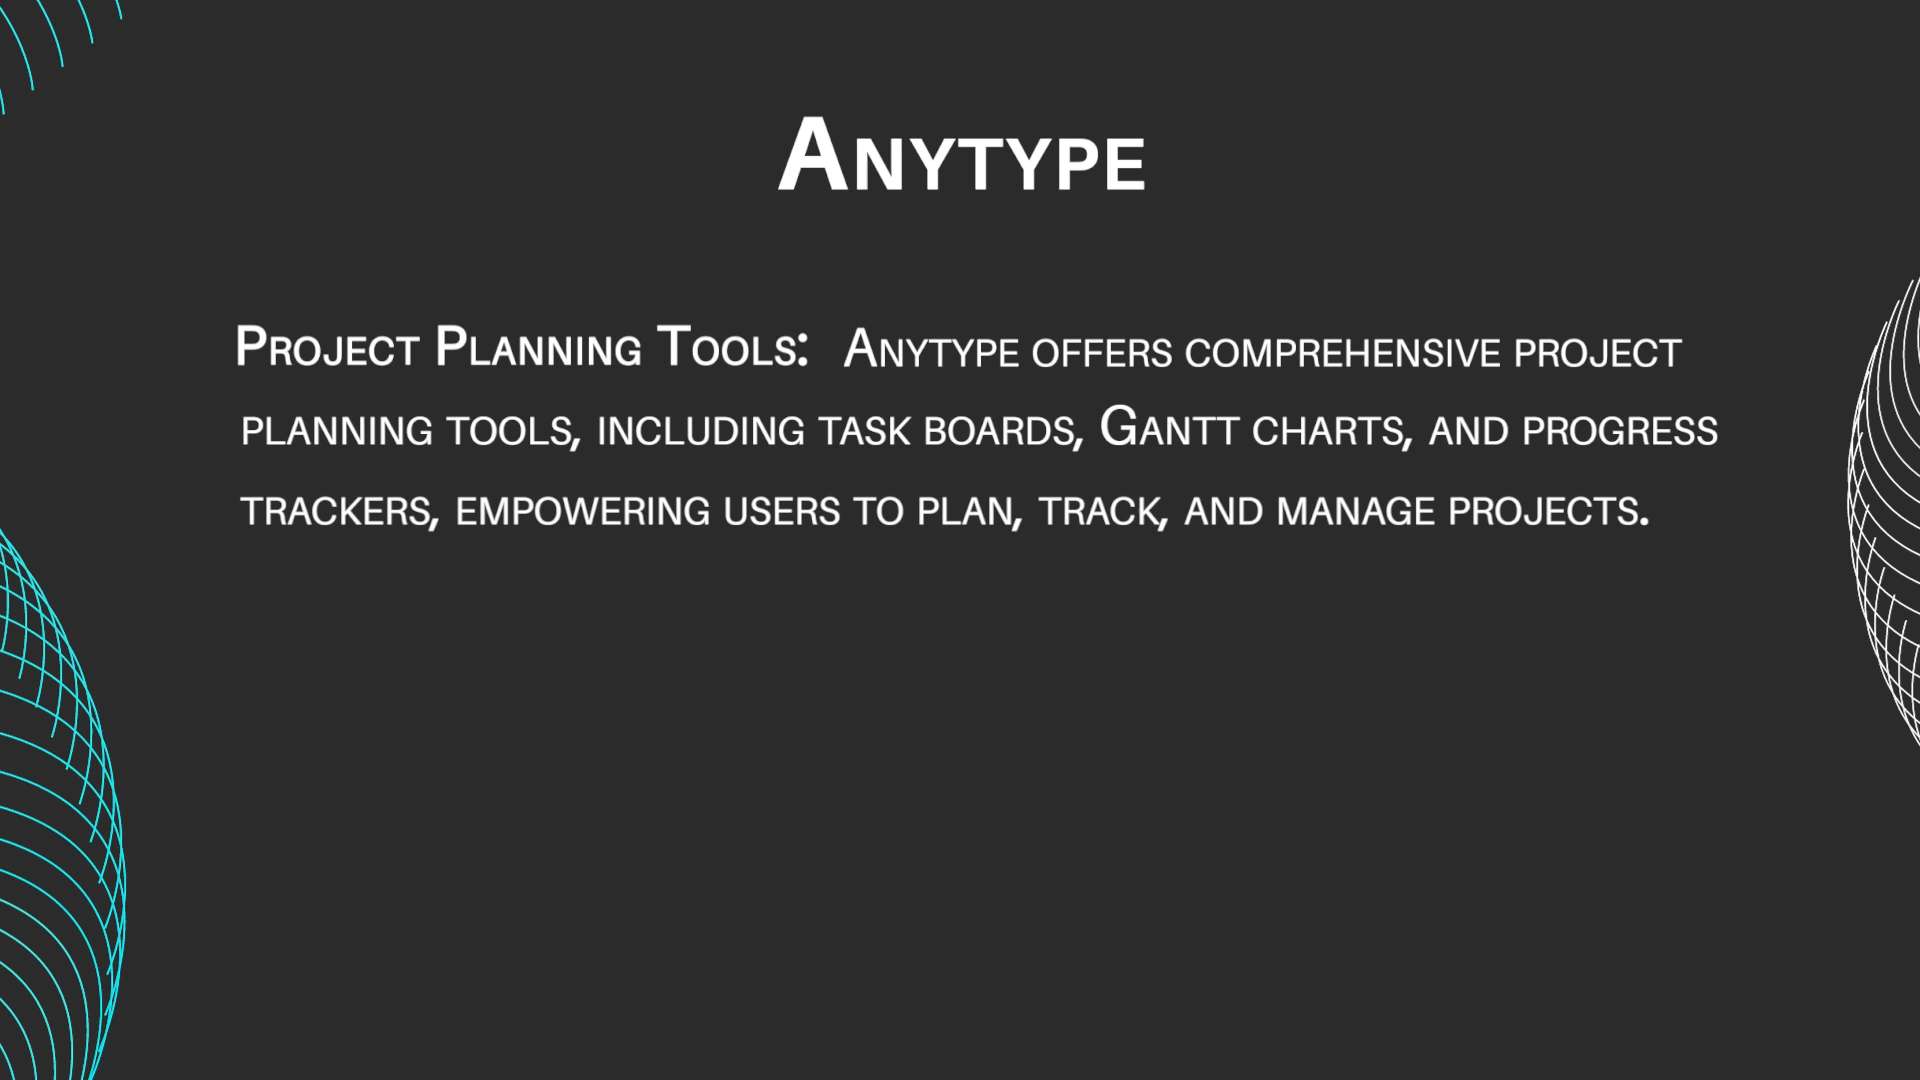 Anytype
Project Planning Tools: Anytype offers comprehensive project
planning tools, including task boards, Gantt charts, and progress
trackers, empowering users to plan, track, and manage projects.